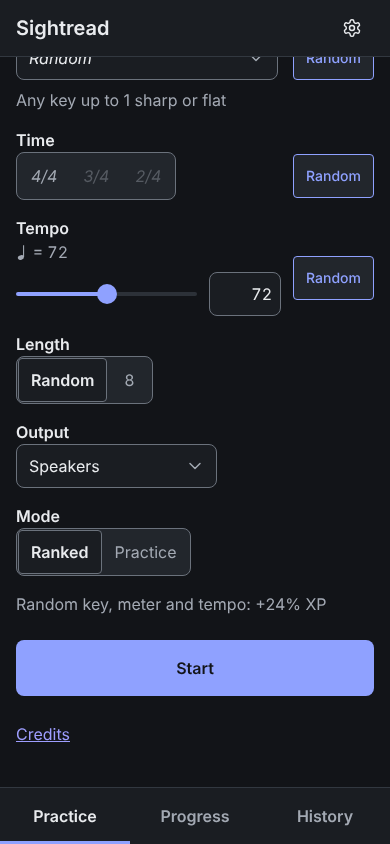 Sightread
Random
Random
Any key up to 1 sharp or flat
Time
4/4 3/4 2/4
Random
Tempo
♩ = 72
72
Random
Length
Random 8
Output
Speakers
Mode
Ranked Practice
Random key, meter and tempo: +24% XP
Start
Credits
Practice Progress History